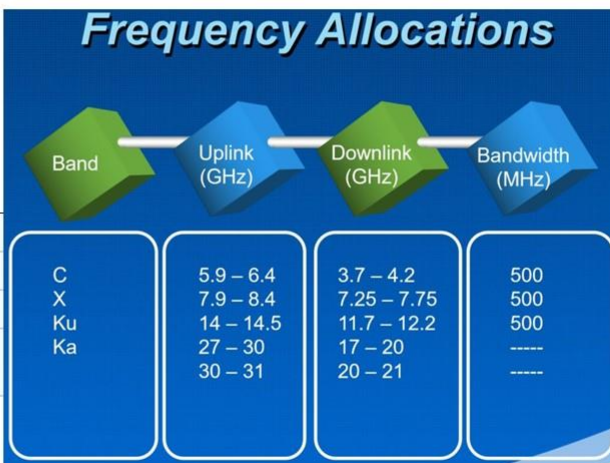 Frequency Allocations
Band
Uplink
(GHz)
Downlink
(GHz)
Bandwidth
(MHz)
C 5.9 – 6.4 3.7 – 4.2 500
X 7.9 – 8.4 7.25 – 7.75 500
Ku 14 – 14.5 11.7 – 12.2 500
Ka 27 – 30 17 – 20 -----
30 – 31 20 – 21 -----